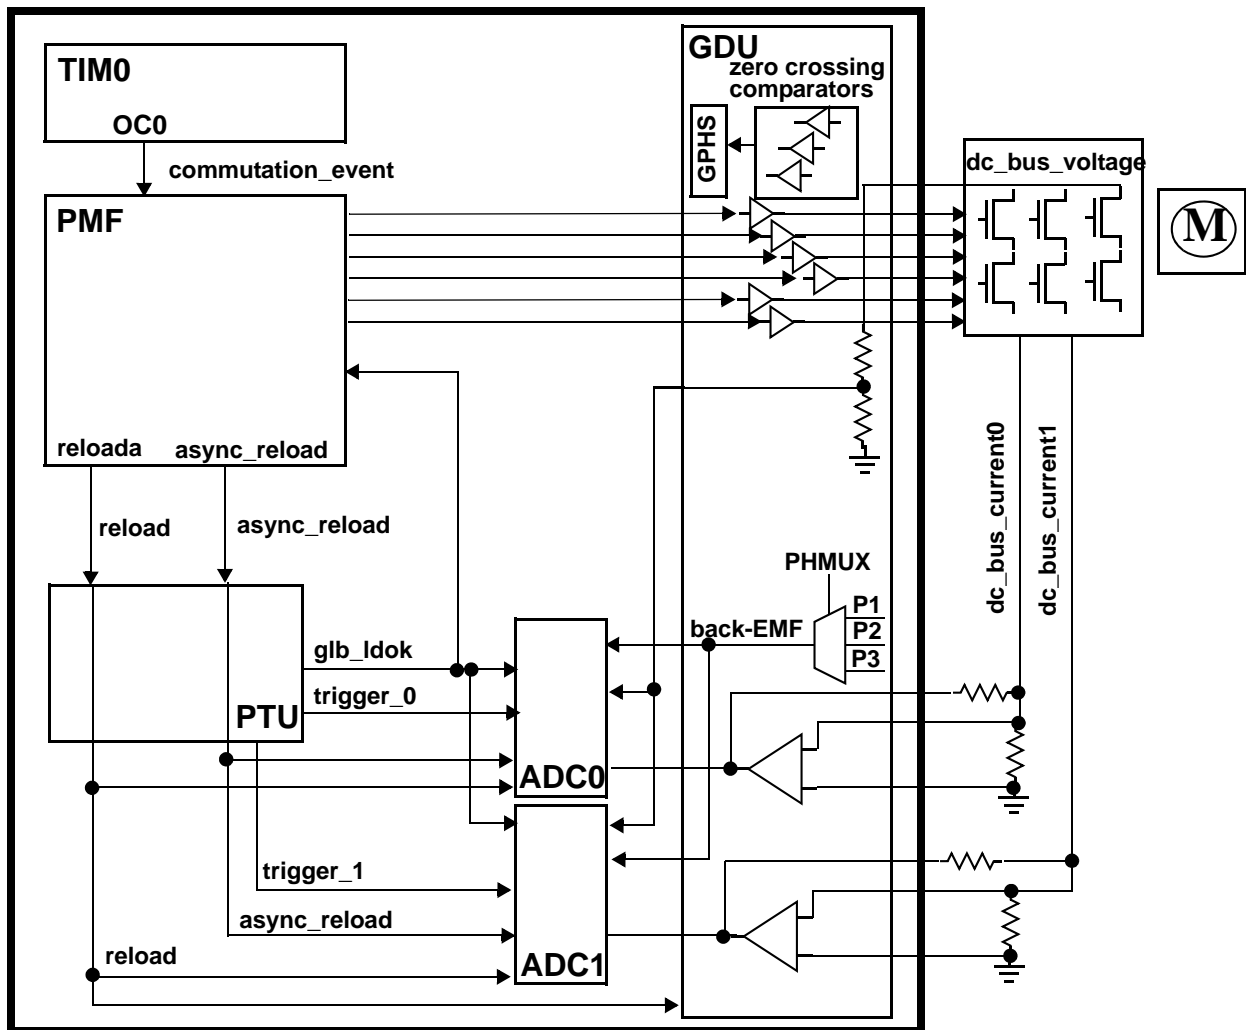 GDU
TIM0
zero crossing
comparators
OC0
GPHS
commutation_event
dc_bus_voltage
PMF
M
reloada
async_reload
reload
async_reload
dc_bus_current0
dc_bus_current1
PHMUX
P1
back-EMF
P2
P3
glb_ldok
trigger_0
PTU
ADC0
trigger_1
async_reload
reload
ADC1